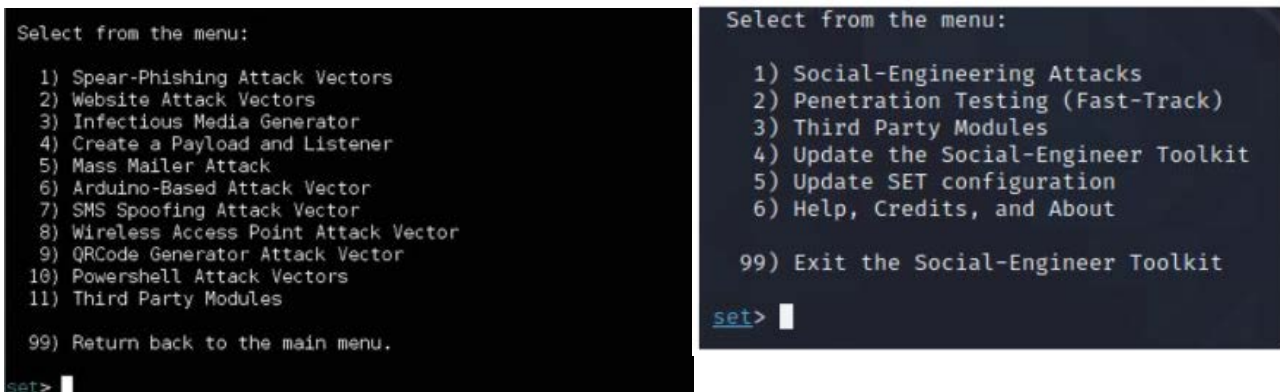 Select from the menu:
1) Spear-Phishing Attack Vectors
2) Website Attack Vectors
3) Infectious Media Generator
4) Create a Payload and Listener
5) Mass Mailer Attack
6) Arduino-Based Attack Vector
7) SMS Spoofing Attack Vector
8) Wireless Access Point Attack Vector
9) QRCode Generator Attack Vector
10) Powershell Attack Vectors
11) Third Party Modules
99) Return back to the main menu.
set>
Select from the menu:
1) Social-Engineering Attacks
2) Penetration Testing (Fast-Track)
3) Third Party Modules
4) Update the Social-Engineer Toolkit
5) Update SET configuration
6) Help, Credits, and About
99) Exit the Social-Engineer Toolkit
set>